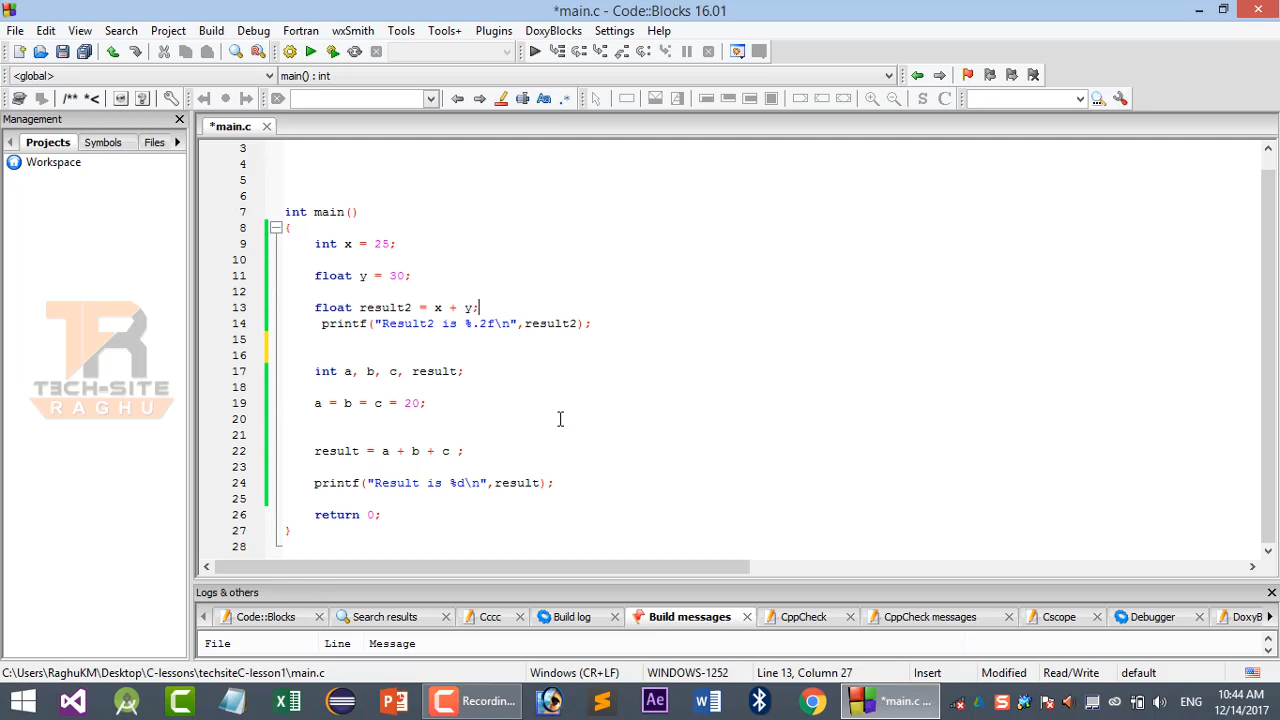 *main.c - Code::Blocks 16.01
File Edit View Search Project Build Debug Fortran wxSmith Tools Tools+ Plugins DoxyBlocks Settings Help
<global> main() : int
/** *<
S C
Management
Projects Symbols Files
Workspace
*main.c
3
4
5
6
7 int main()
8 {
9 int x = 25;
10
11 float y = 30;
12
13 float result2 = x + y;
14 printf("Result2 is %.2f\n",result2);
15
16
17 int a, b, c, result;
18
19 a = b = c = 20;
20
21
22 result = a + b + c ;
23
24 printf("Result is %d\n",result);
25
26 return 0;
27 }
28
TR
TECH-SITE
RAGHU
Logs & others
Code::Blocks Search results Cccc Build log Build messages CppCheck CppCheck messages Cscope Debugger DoxyBl
File Line Message
C:\Users\RaghuKM\Desktop\C-lessons\techsiteC-lesson1\main.c Windows (CR+LF) WINDOWS-1252 Line 13, Column 27 Insert Modified Read/Write default
Recordin... *main.c ... ENG
10:44 AM
12/14/2017